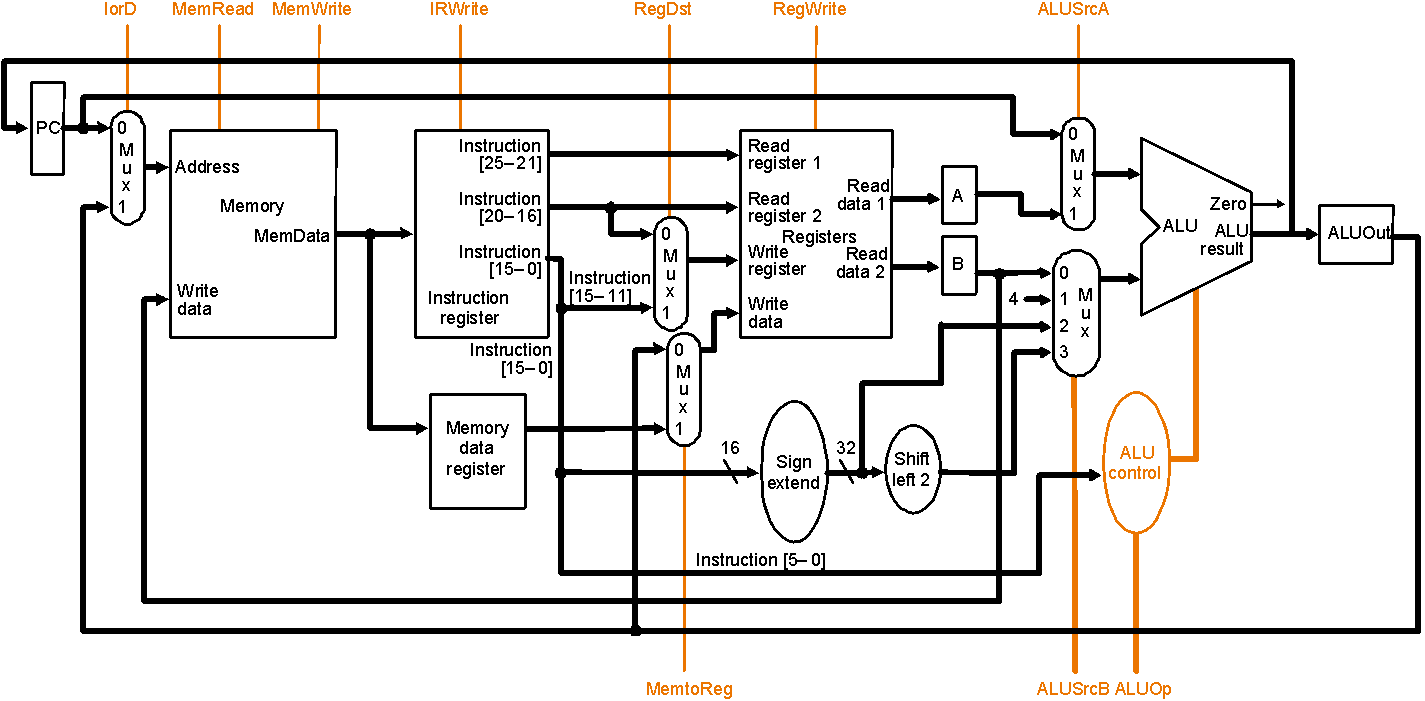 IorD
MemRead
MemWrite
IRWrite
RegDst
RegWrite
ALUSrcA
PC
0
M
u
x
1
Address
Memory
MemData
Write
data
Instruction
[25–21]
Instruction
[20–16]
Instruction
[15–0]
Instruction
register
Instruction
[15–11]
Instruction
[15–0]
Memory
data
register
0
M
u
x
1
0
M
u
x
1
Read
register 1
Read
register 2
Registers
Write
register
Write
data
Read
data 1
Read
data 2
A
B
4
0
M
u
x
1
0
1
2
3
M
u
x
ALU
Zero
ALU
result
ALUOut
16
Sign
extend
32
Shift
left 2
ALU
control
Instruction [5–0]
MemtoReg
ALUSrcB
ALUOp